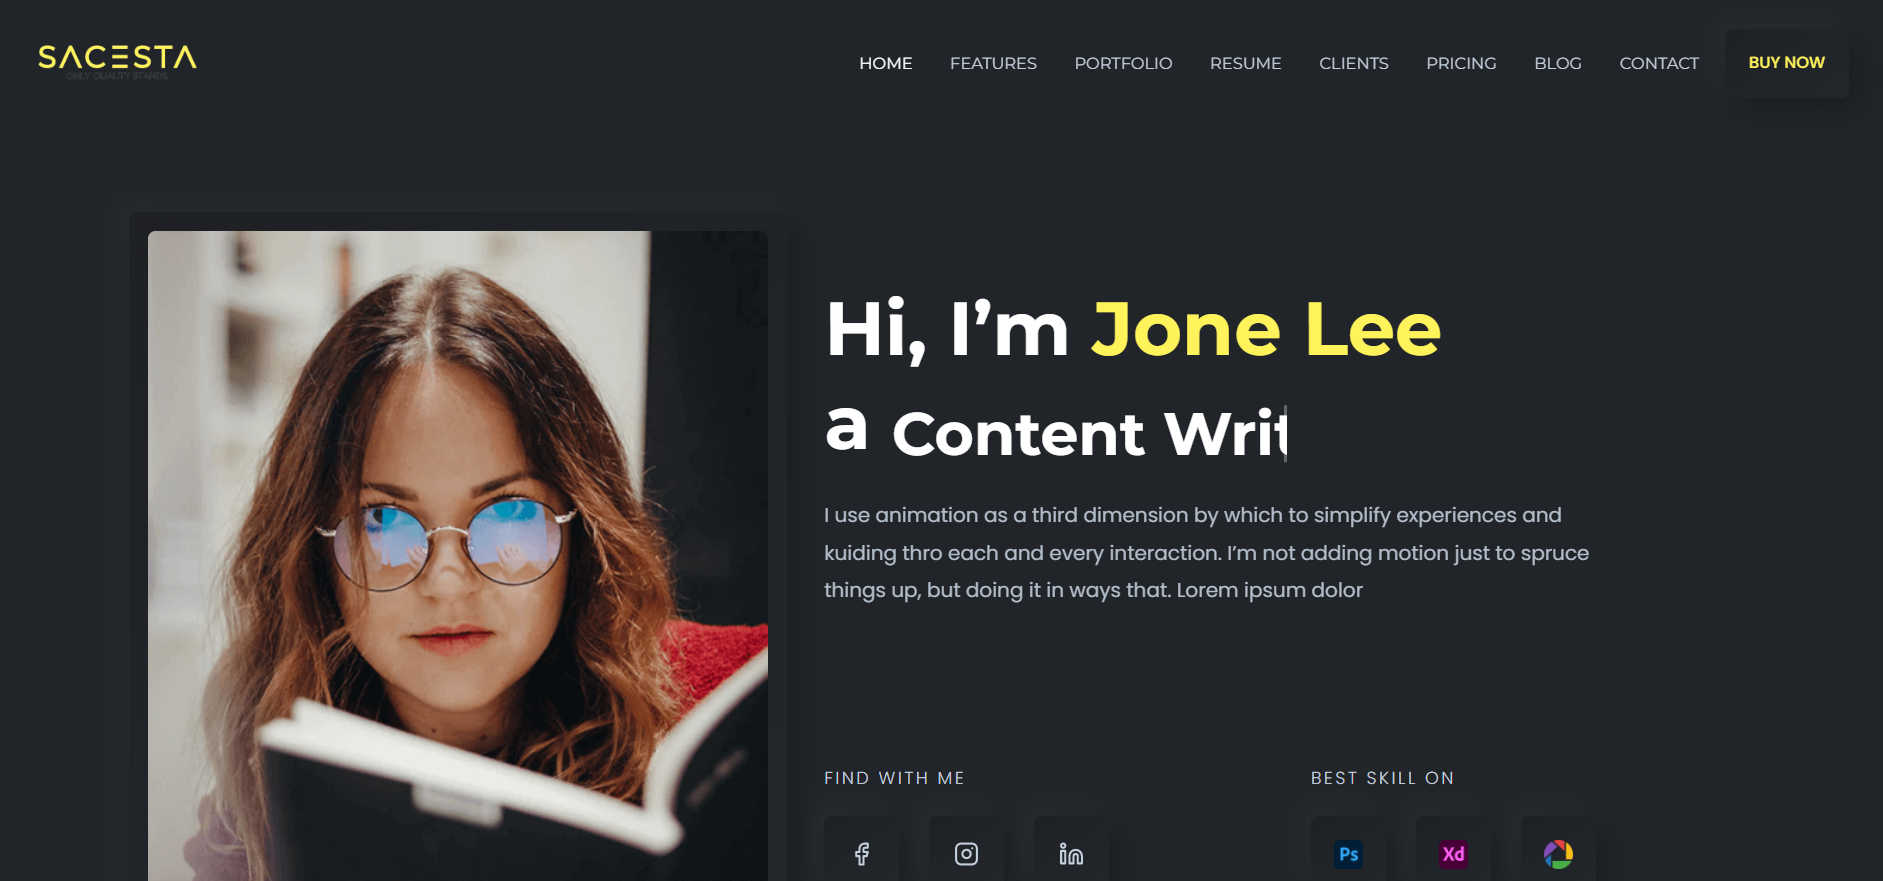 SACESTA
ONLY QUALITY STANDS.
HOME FEATURES PORTFOLIO RESUME CLIENTS PRICING BLOG CONTACT BUY NOW
Hi, I’m Jone Lee
a Content Writ
I use animation as a third dimension by which to simplify experiences and
kuiding thro each and every interaction. I’m not adding motion just to spruce
things up, but doing it in ways that. Lorem ipsum dolor
FIND WITH ME
BEST SKILL ON
Ps Xd